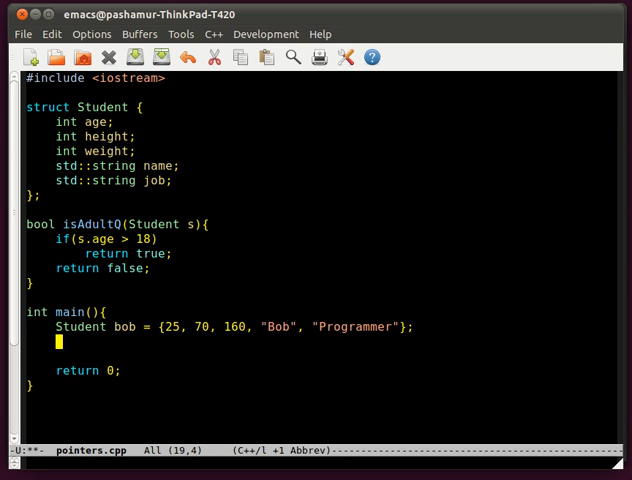 emacs@pashamur-ThinkPad-T420
File Edit Options Buffers Tools C++ Development Help
#include <iostream>
struct Student {
    int age;
    int height;
    int weight;
    std::string name;
    std::string job;
};
bool isAdultQ(Student s){
    if(s.age > 18)
        return true;
    return false;
}
int main(){
    Student bob = {25, 70, 160, "Bob", "Programmer"};
    return 0;
}
-U:**-  pointers.cpp   All (19,4)     (C++/l +1 Abbrev)----------------------------------------